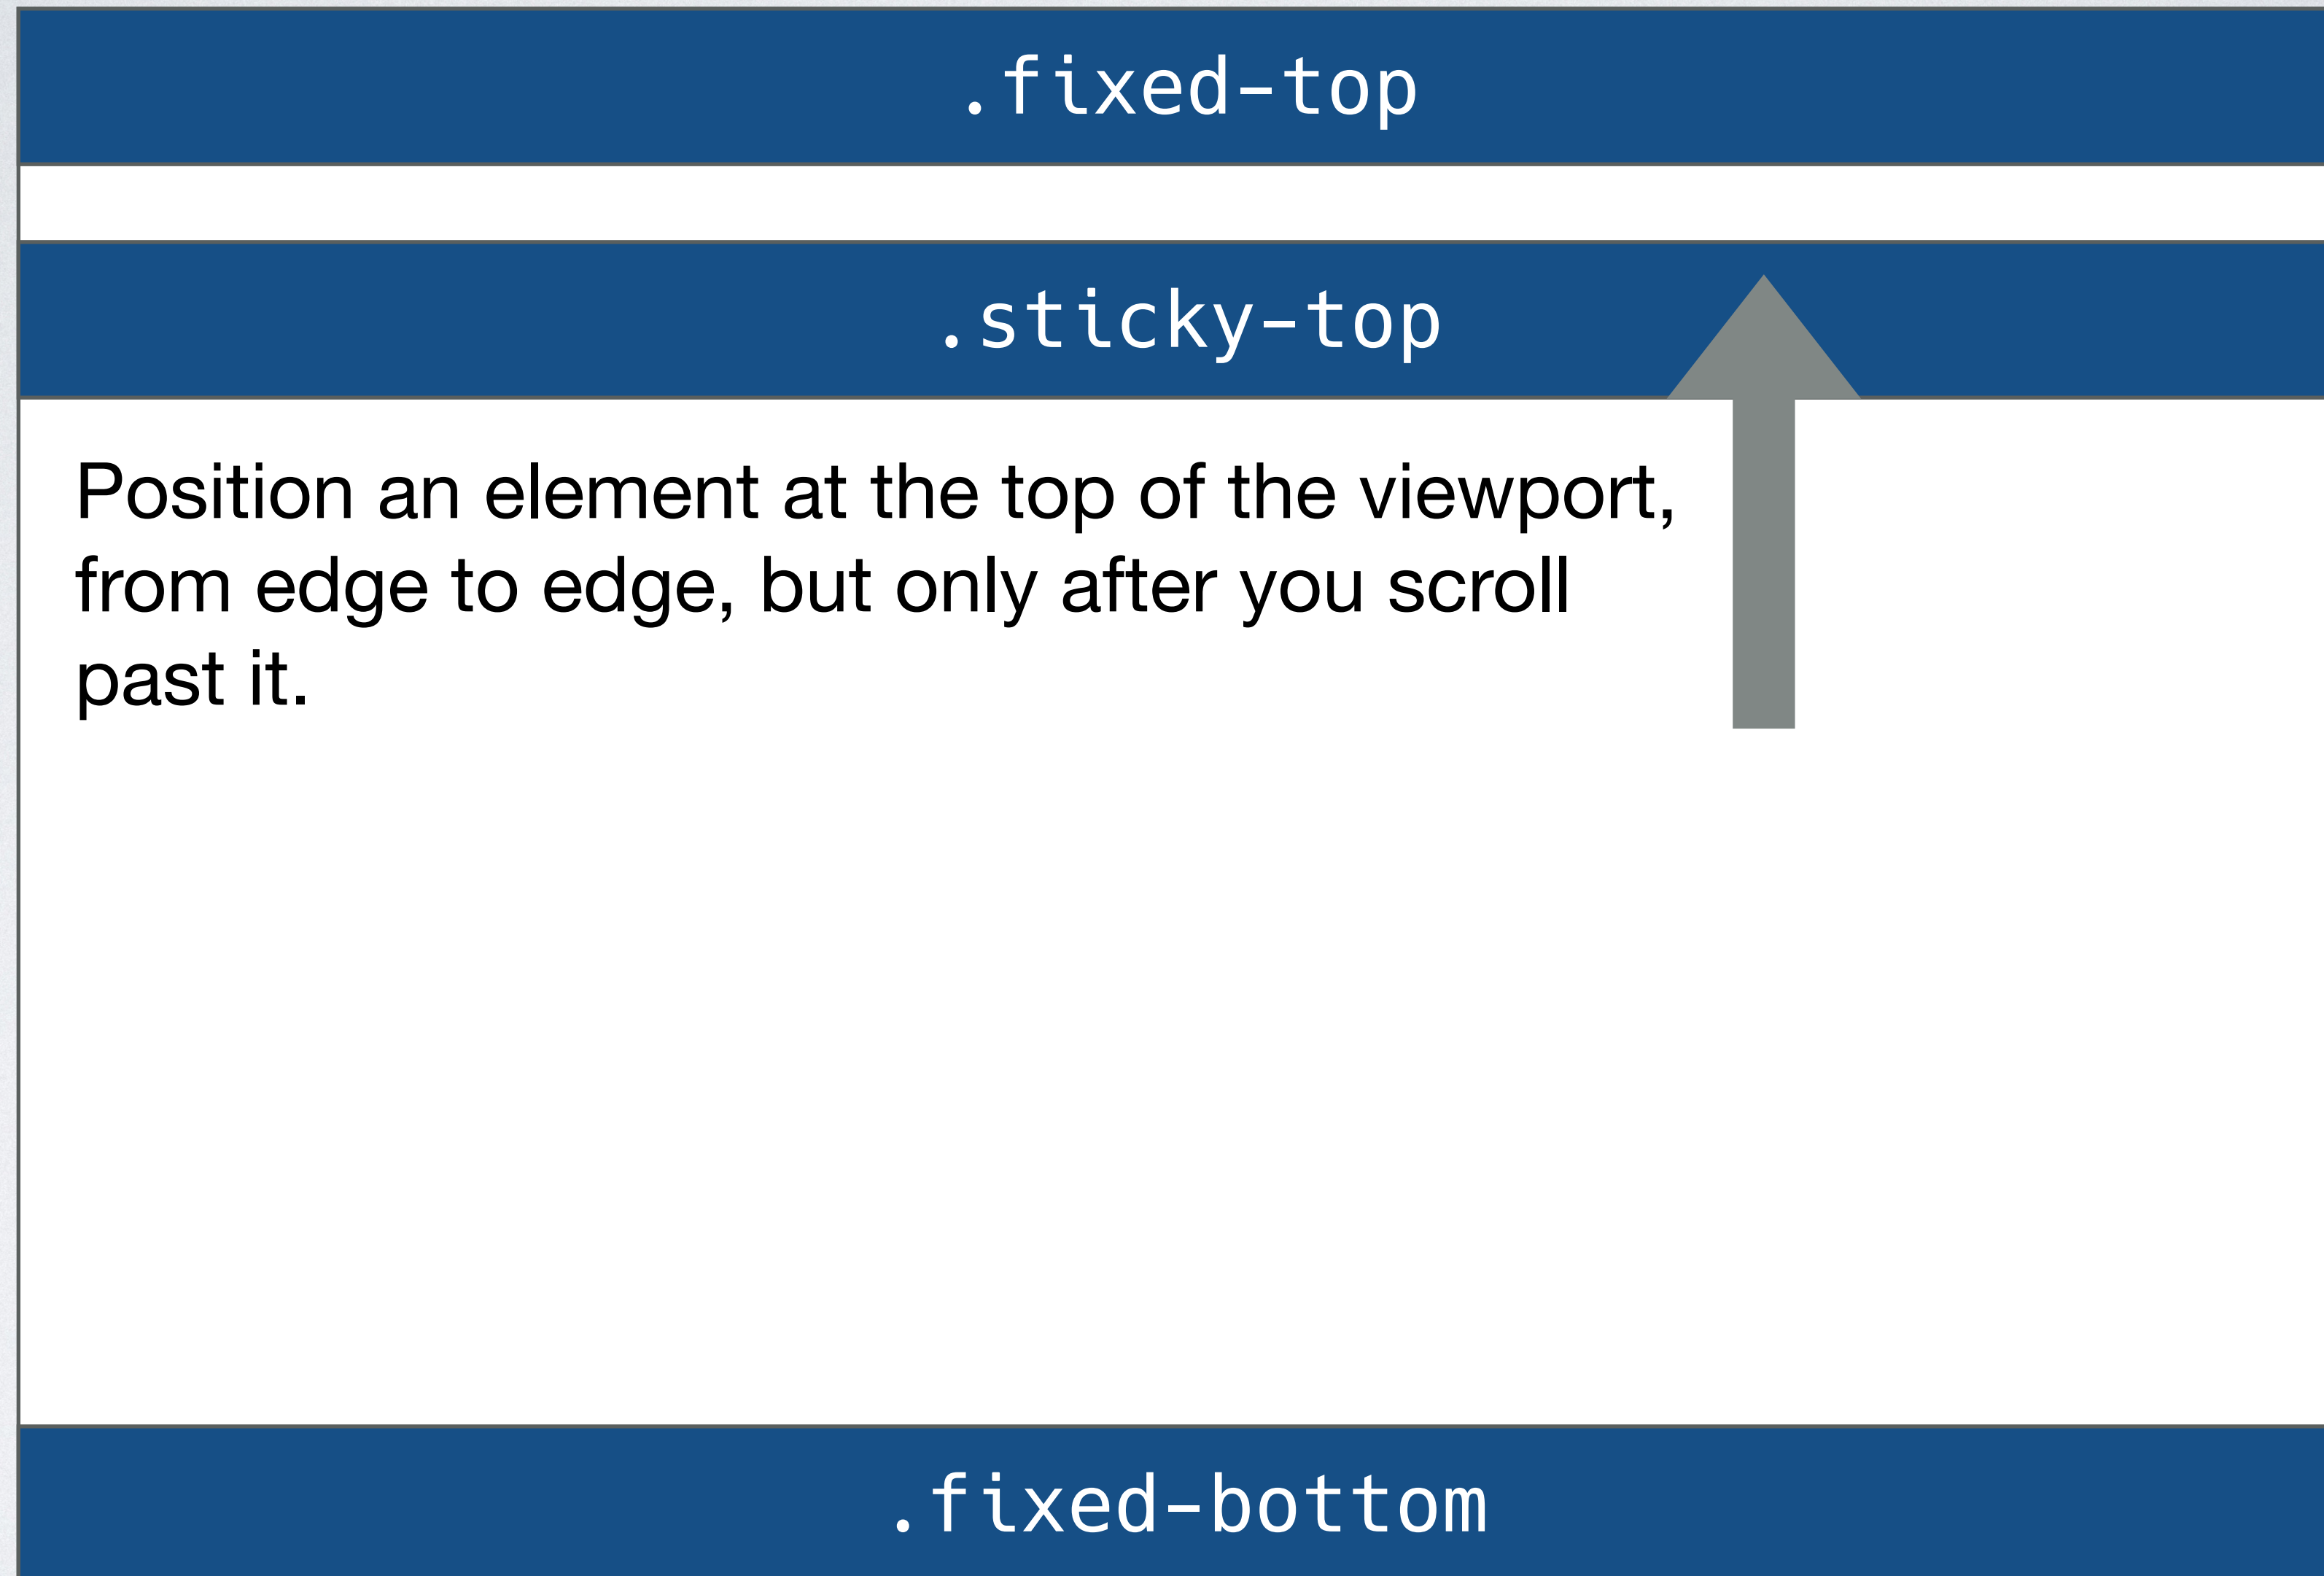 .fixed-top
.sticky-top
Position an element at the top of the viewport,
from edge to edge, but only after you scroll
past it.
.fixed-bottom